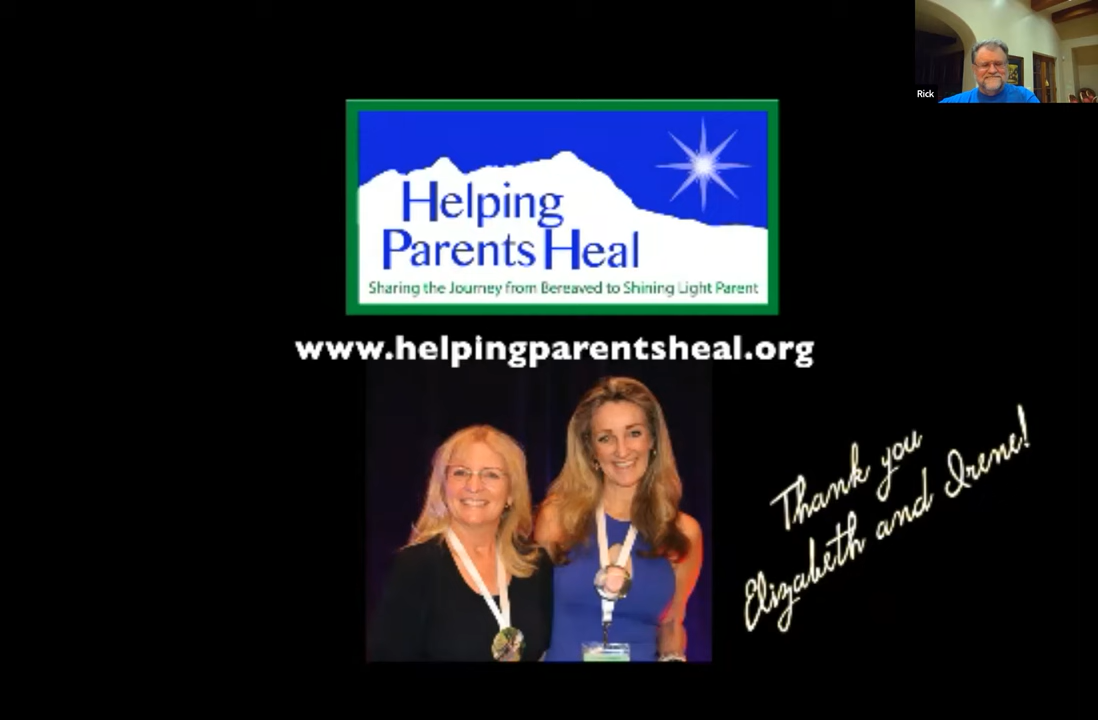 Rick
Helping
Parents Heal
Sharing the Journey from Bereaved to Shining Light Parent
www.helpingparentsheal.org
Thank you
Elizabeth and Irene!